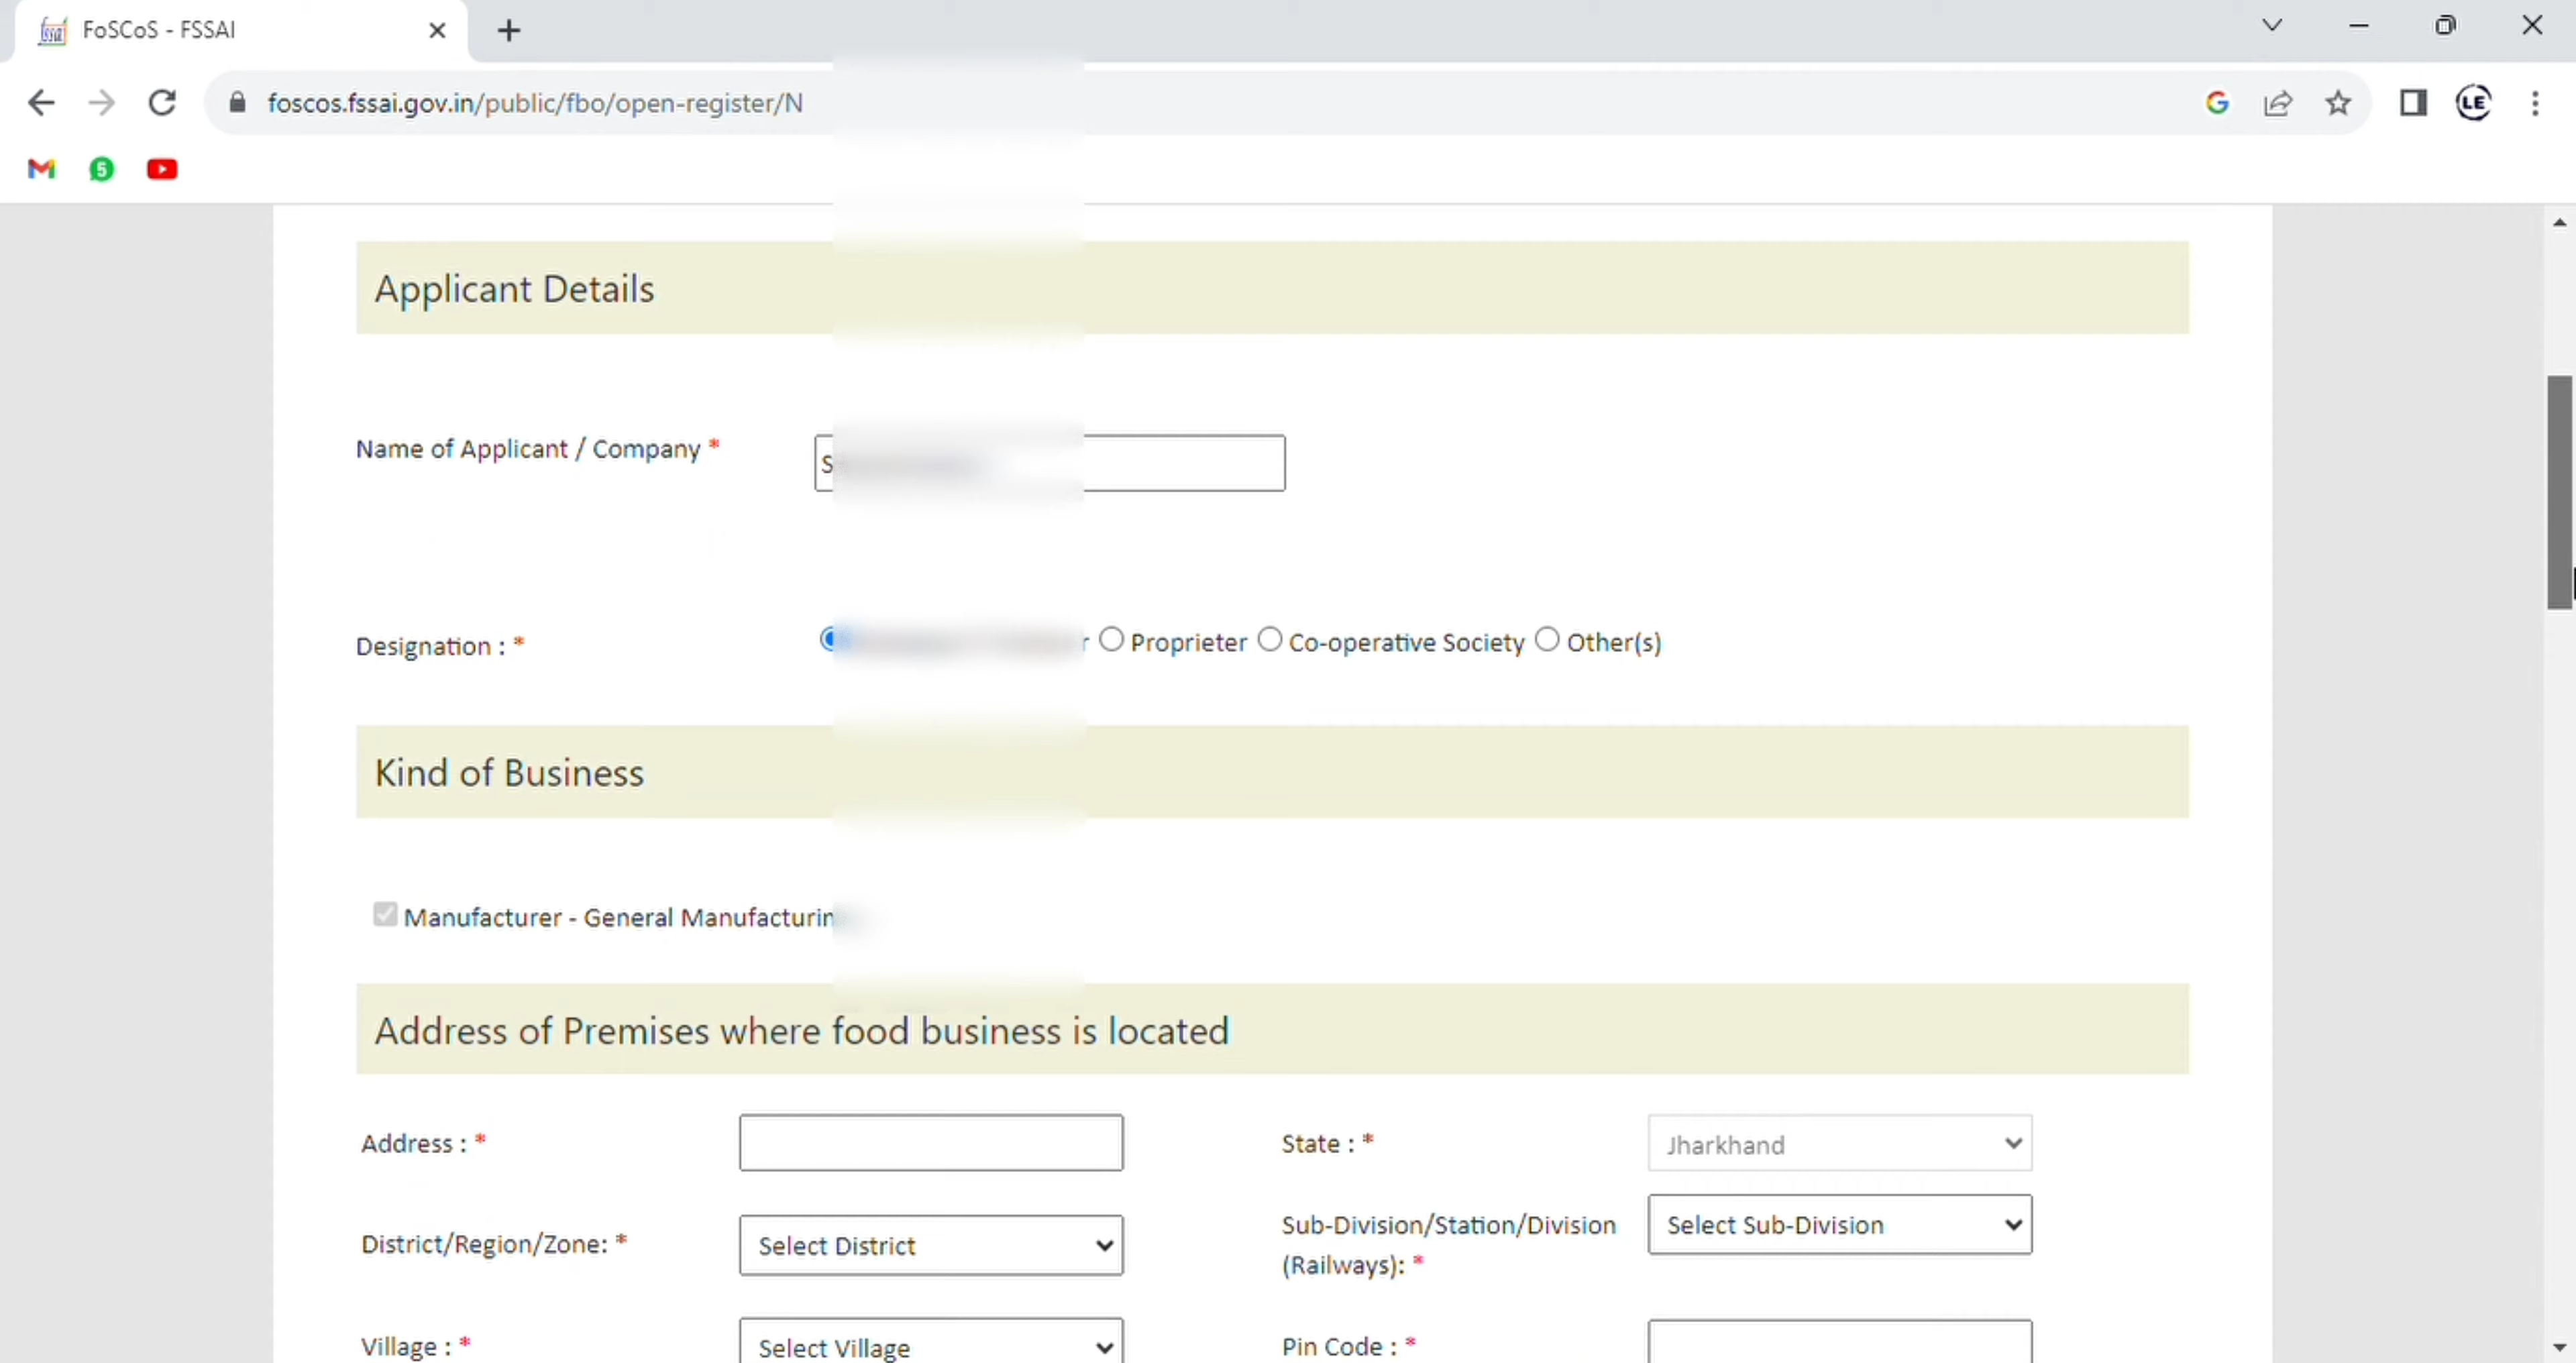 FoSCoS - FSSAI
foscos.fssai.gov.in/public/fbo/open-register/N
LE
5
Applicant Details
Name of Applicant / Company *
Designation : * Proprieter Co-operative Society Other(s)
Kind of Business
Manufacturer - General
Address of Premises where food business is located
Address : * State : * Jharkhand
District/Region/Zone: * Select District Sub-Division/Station/Division (Railways): * Select Sub-Division
Village : * Select Village Pin Code : *